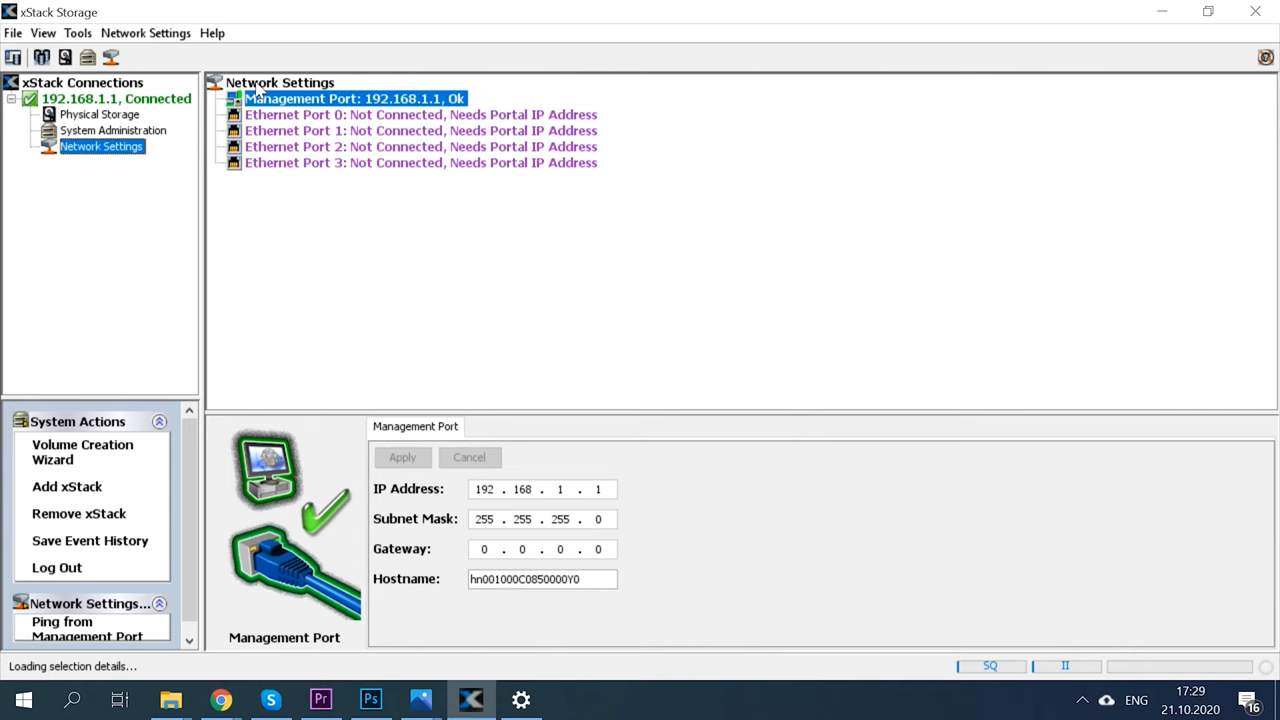 xStack Storage
File View Tools Network Settings Help
xStack Connections
192.168.1.1, Connected
Physical Storage
System Administration
Network Settings
Network Settings
Management Port: 192.168.1.1, Ok
Ethernet Port 0: Not Connected, Needs Portal IP Address
Ethernet Port 1: Not Connected, Needs Portal IP Address
Ethernet Port 2: Not Connected, Needs Portal IP Address
Ethernet Port 3: Not Connected, Needs Portal IP Address
System Actions
Volume Creation
Wizard
Add xStack
Remove xStack
Save Event History
Log Out
Network Settings...
Ping from
Management Port
Management Port
Management Port
Apply Cancel
IP Address: 192 . 168 . 1 . 1
Subnet Mask: 255 . 255 . 255 . 0
Gateway: 0 . 0 . 0 . 0
Hostname: hn001000C0850000Y0
Loading selection details...
SQ II
Pr Ps
ENG
17:29
21.10.2020
16